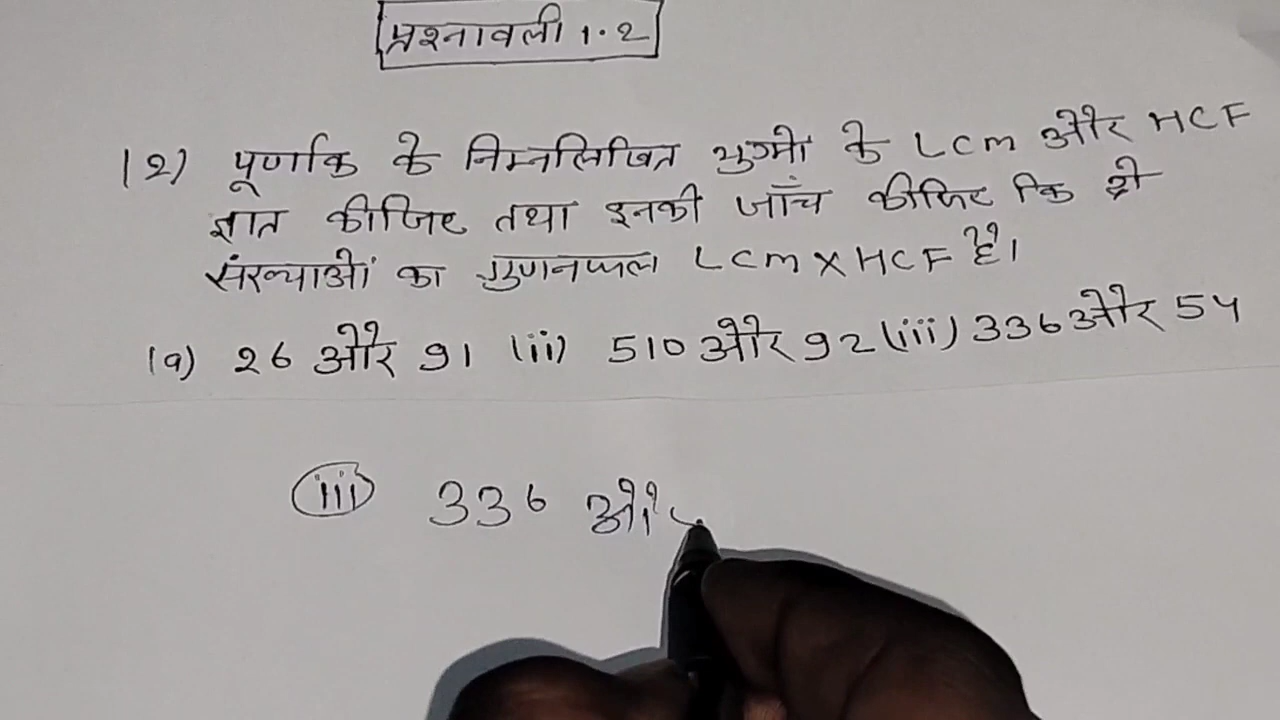 प्रश्नावली 1.2
(2) पूर्णांक के निम्नलिखित युग्मों के LCM और HCF
ज्ञात कीजिए तथा इनकी जाँच कीजिए कि दो
संख्याओं का गुणनफल LCM×HCF है।
(a) 26 और 91 (ii) 510 और 92 (iii) 336 और 54
(iii) 336